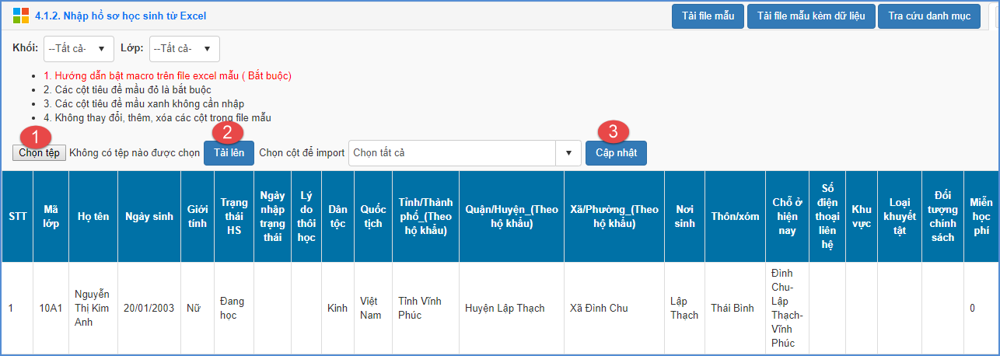 4.1.2. Nhập hồ sơ học sinh từ Excel
Tải file mẫu
Tải file mẫu kèm dữ liệu
Tra cứu danh mục
Khối: --Tất cả- Lớp: --Tất cả-
1. Hướng dẫn bật macro trên file excel mẫu ( Bắt buộc)
2. Các cột tiêu đề mầu đỏ là bắt buộc
3. Các cột tiêu đề mầu xanh không cần nhập
4. Không thay đổi, thêm, xóa các cột trong file mẫu
1 2 3
Chọn tệp Không có tệp nào được chọn Tải lên Chọn cột để import Chọn tất cả Cập nhật
STT
Mã
lớp
Họ tên
Ngày sinh
Giới
tính
Trạng
thái
HS
Ngày
nhập
trạng
thái
Lý
do
thôi
học
Dân
tộc
Quốc
tịch
Tỉnh/Thành
phố_(Theo
hộ khẩu)
Quận/Huyện_(Theo
hộ khẩu)
Xã/Phường_(Theo
hộ khẩu)
Nơi
sinh
Thôn/xóm
Chỗ ở
hiện
nay
Số
điện
thoại
liên
hệ
Khu
vực
Loại
khuyết
tật
Đối
tượng
chính
sách
Miễn
học
phí
1
10A1
Nguyễn
Thị Kim
Anh
20/01/2003
Nữ
Đang
học
Kinh
Việt
Nam
Tỉnh Vĩnh
Phúc
Huyện Lập Thạch
Xã Đình Chu
Lập
Thạch
Thái Bình
Đình
Chu-
Lập
Thạch-
Vĩnh
Phúc
0